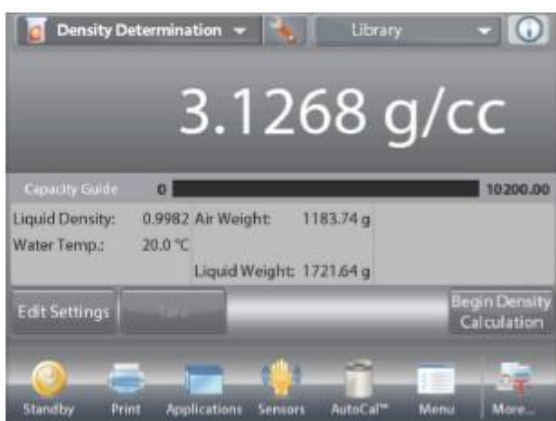 Density Determination Library
3.1268 g/cc
Capacity Guide 0 10200.00
Liquid Density: 0.9982 Air Weight: 1183.74 g
Water Temp.: 20.0 °C
Liquid Weight: 1721.64 g
Edit Settings Tare Begin Density
Calculation
Standby Print Applications Sensors AutoCal™ Menu More...